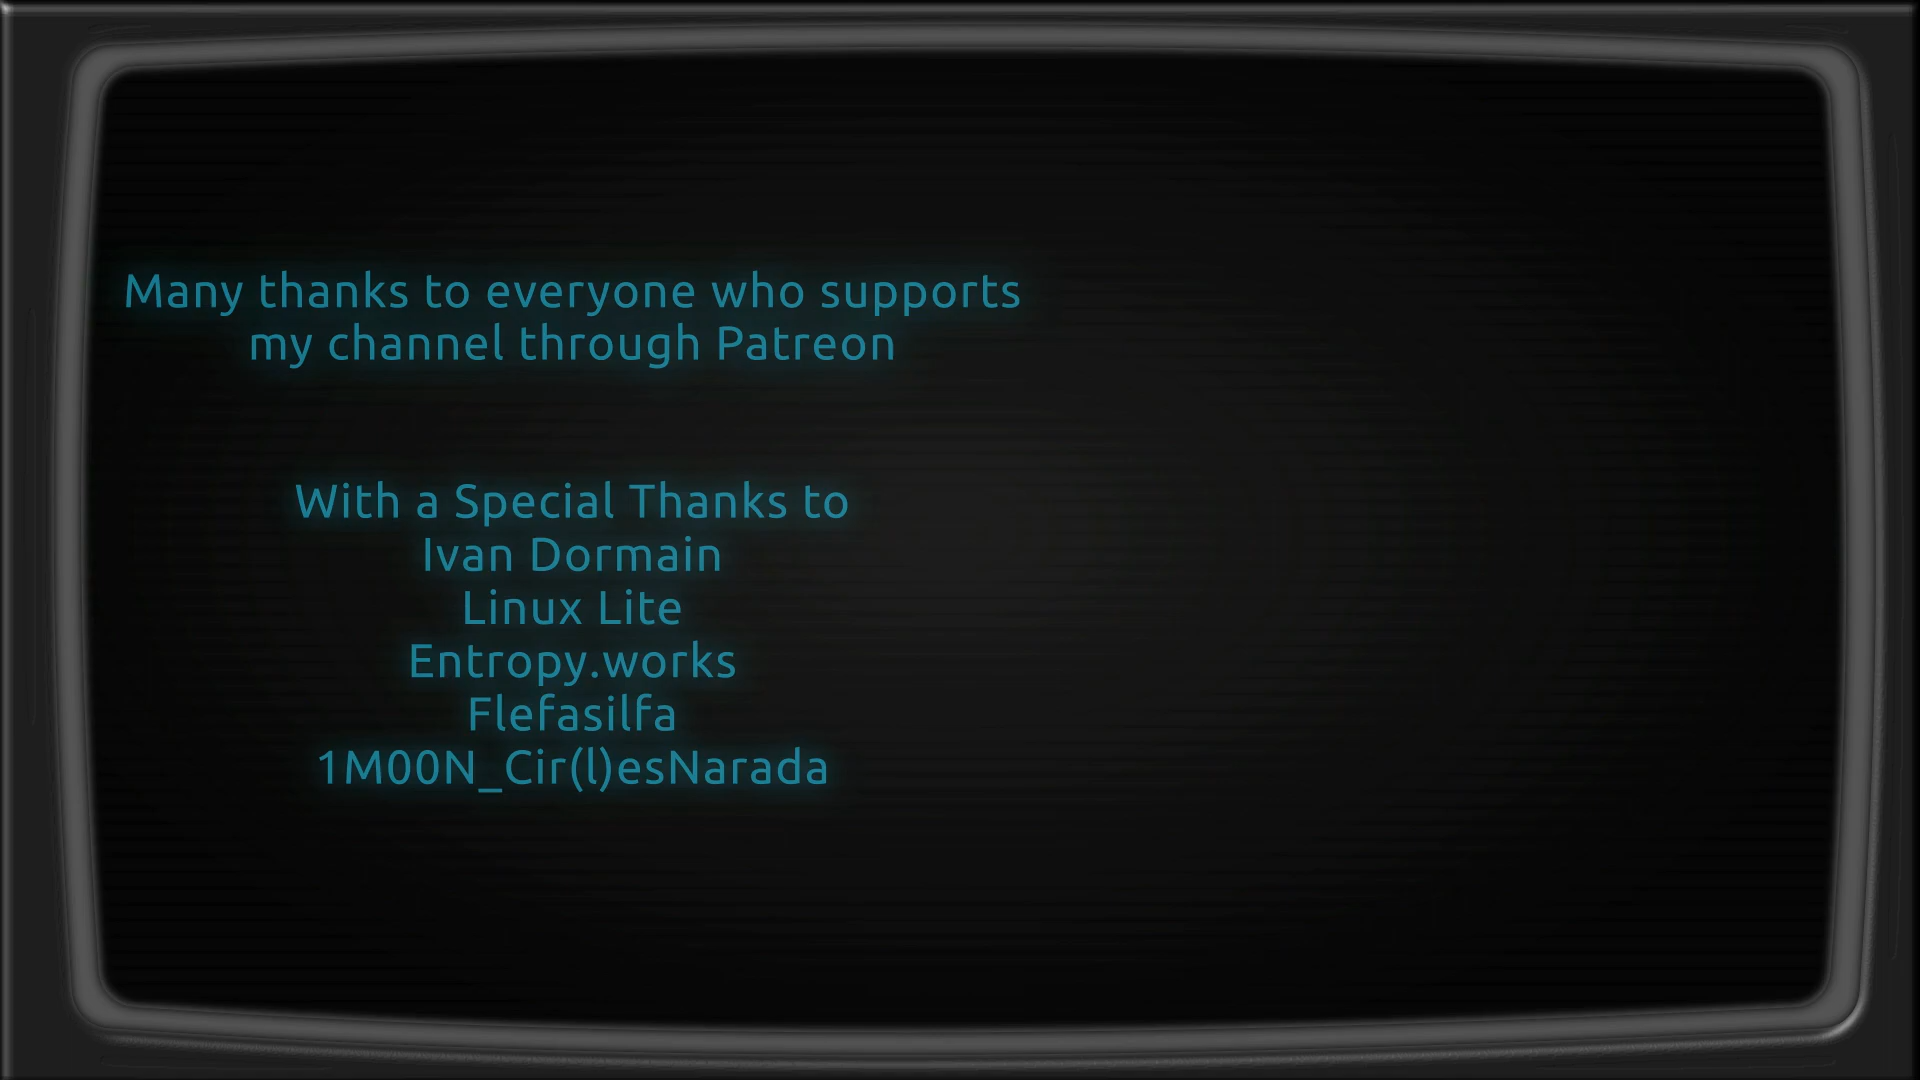 Many thanks to everyone who supports
my channel through Patreon
With a Special Thanks to
Ivan Dormain
Linux Lite
Entropy.works
Flefasilfa
1M00N_Cir(l)esNarada